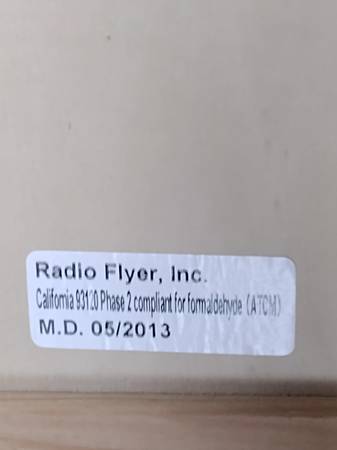 Radio Flyer, Inc.
California 93120 Phase 2 compliant for formaldehyde (ATCM)
M.D. 05/2013